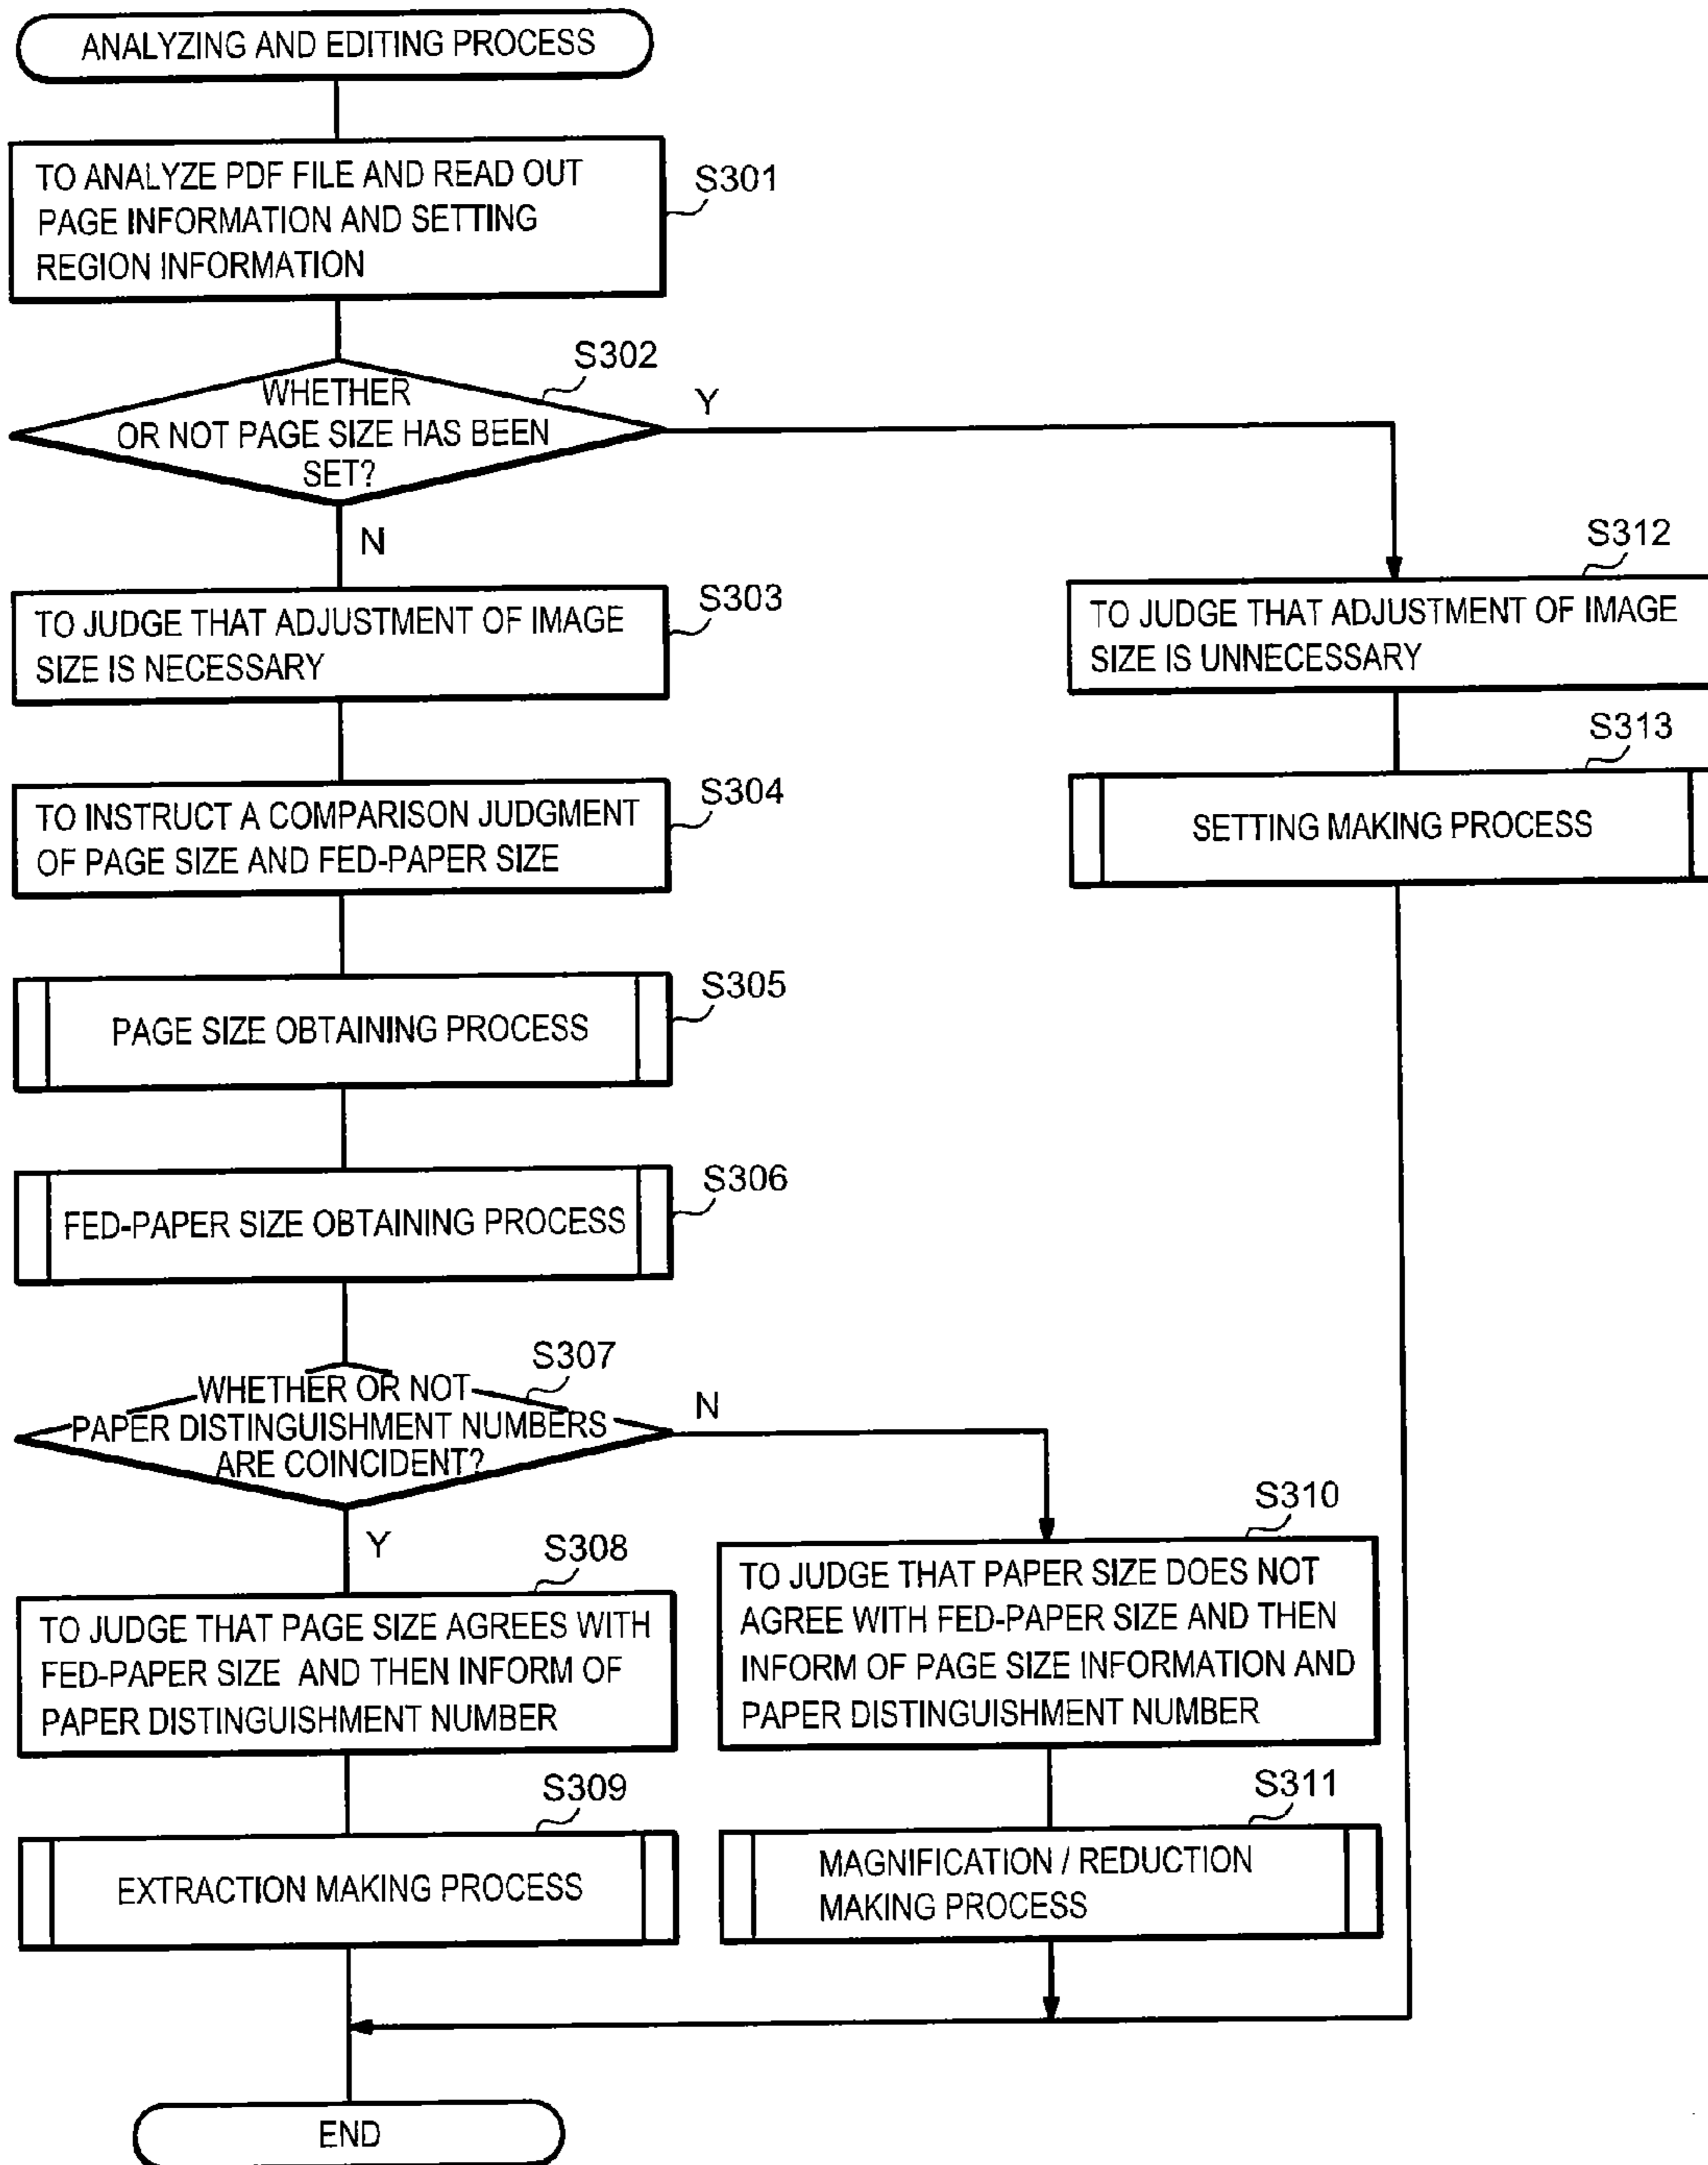 ANALYZING AND EDITING PROCESS
TO ANALYZE PDF FILE AND READ OUT
PAGE INFORMATION AND SETTING
REGION INFORMATION
S301
WHETHER
OR NOT PAGE SIZE HAS BEEN
SET?
S302
Y
N
TO JUDGE THAT ADJUSTMENT OF IMAGE
SIZE IS NECESSARY
S303
S312
TO JUDGE THAT ADJUSTMENT OF IMAGE
SIZE IS UNNECESSARY
S313
SETTING MAKING PROCESS
TO INSTRUCT A COMPARISON JUDGMENT
OF PAGE SIZE AND FED-PAPER SIZE
S304
PAGE SIZE OBTAINING PROCESS
S305
FED-PAPER SIZE OBTAINING PROCESS
S306
WHETHER OR NOT
PAPER DISTINGUISHMENT NUMBERS
ARE COINCIDENT?
S307
N
Y
S308
TO JUDGE THAT PAGE SIZE AGREES WITH
FED-PAPER SIZE AND THEN INFORM OF
PAPER DISTINGUISHMENT NUMBER
S310
TO JUDGE THAT PAPER SIZE DOES NOT
AGREE WITH FED-PAPER SIZE AND THEN
INFORM OF PAGE SIZE INFORMATION AND
PAPER DISTINGUISHMENT NUMBER
S309
EXTRACTION MAKING PROCESS
S311
MAGNIFICATION / REDUCTION
MAKING PROCESS
END